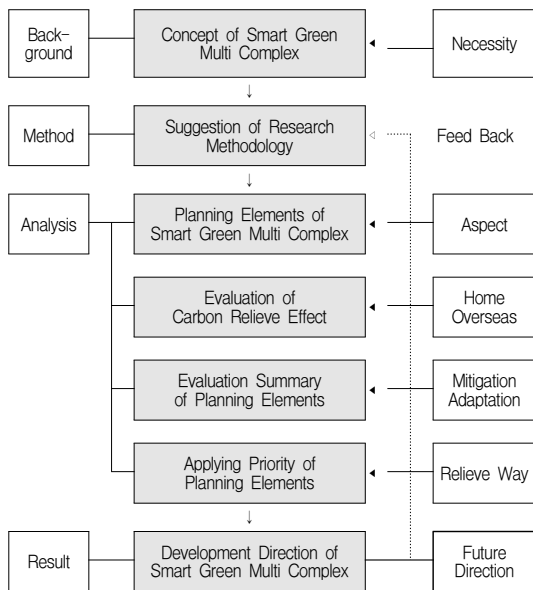 Back-
ground
Concept of Smart Green
Multi Complex
Necessity
Method
Suggestion of Research
Methodology
Feed Back
Analysis
Planning Elements of
Smart Green Multi Complex
Aspect
Evaluation of
Carbon Relieve Effect
Home
Overseas
Evaluation Summary
of Planning Elements
Mitigation
Adaptation
Applying Priority of
Planning Elements
Relieve Way
Result
Development Direction of
Smart Green Multi Complex
Future
Direction